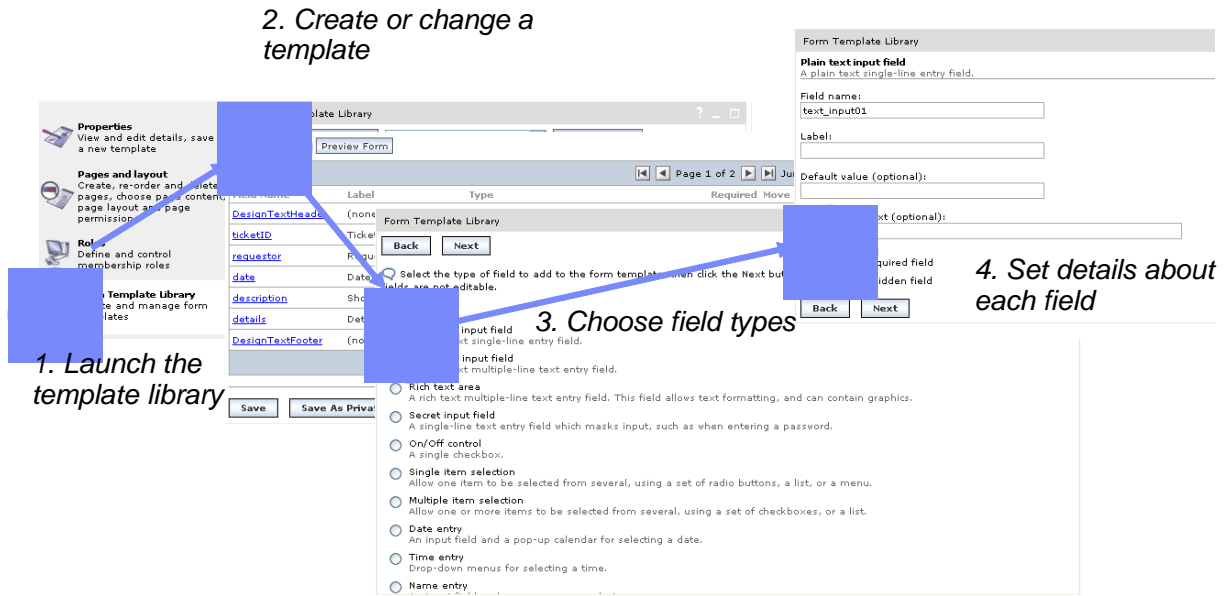 2. Create or change a
template
Properties
View and edit details, save
a new template
Pages and layout
Create, re-order and delete
pages, choose page content,
page layout and page
permission
Roles
Define and control
membership roles
Template Library
and manage form
1. Launch the
template library
Library
? _ □
Preview Form
Page 1 of 2
Label Type Required Move
DesignTextHeader (none
ticketID
requestor
date Date
description
details
DesignTextFooter
Save Save As
Form Template Library
Back Next
Select the type of field to add to the form template, then click the Next
fields are not editable.
input field
single-line entry field.
input field
multiple-line text entry field.
Rich text area
A rich text multiple-line text entry field. This field allows text formatting, and can contain graphics.
Secret input field
A single-line text entry field which masks input, such as when entering a password.
On/Off control
A single checkbox.
Single item selection
Allow one item to be selected from several, using a set of radio buttons, a list, or a menu.
Multiple item selection
Allow one or more items to be selected from several, using a set of checkboxes, or a list.
Date entry
An input field and a pop-up calendar for selecting a date.
Time entry
Drop-down menus for selecting a time.
Name entry
3. Choose field types
Form Template Library
Plain text input field
A plain text single-line entry field.
Field name:
text_input01
Label:
Default value (optional):
(optional):
field
field
Back Next
4. Set details about
each field